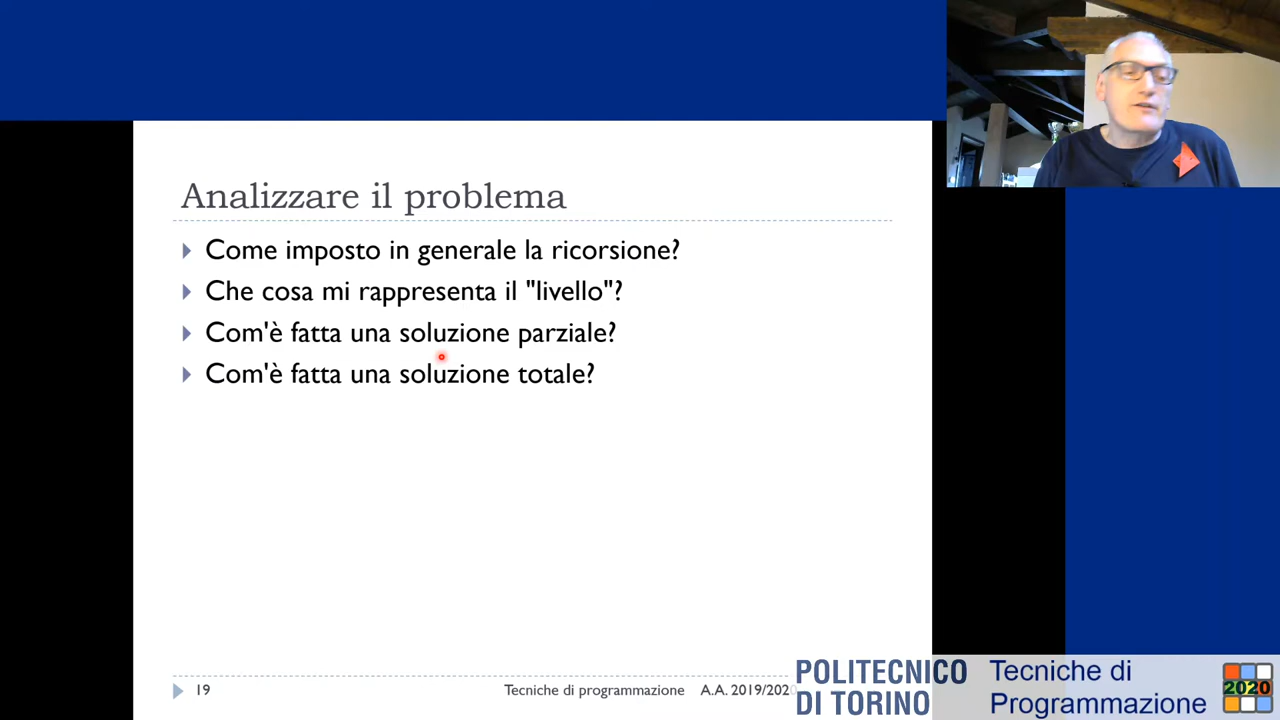 Analizzare il problema
Come imposto in generale la ricorsione?
Che cosa mi rappresenta il "livello"?
Com'è fatta una soluzione parziale?
Com'è fatta una soluzione totale?
19
Tecniche di programmazione A.A. 2019/2020
POLITECNICO
DI TORINO
Tecniche di
Programmazione
2020